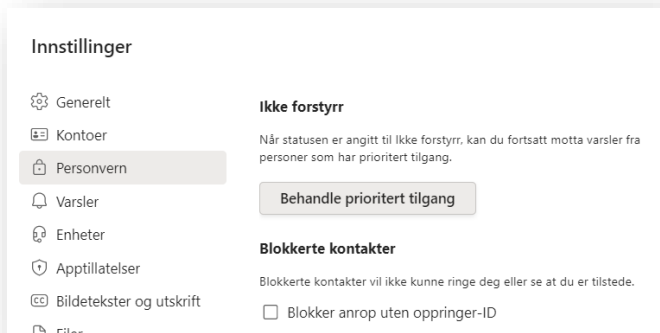 Innstillinger
Generelt
Kontoer
Personvern
Varsler
Enheter
Apptillatelser
CC Bildetekster og utskrift
Filer
Ikke forstyrr
Når statusen er angitt til Ikke forstyrr, kan du fortsatt motta varsler fra
personer som har prioritert tilgang.
Behandle prioritert tilgang
Blokkerte kontakter
Blokkerte kontakter vil ikke kunne ringe deg eller se at du er tilstede.
Blokker anrop uten oppringer-ID